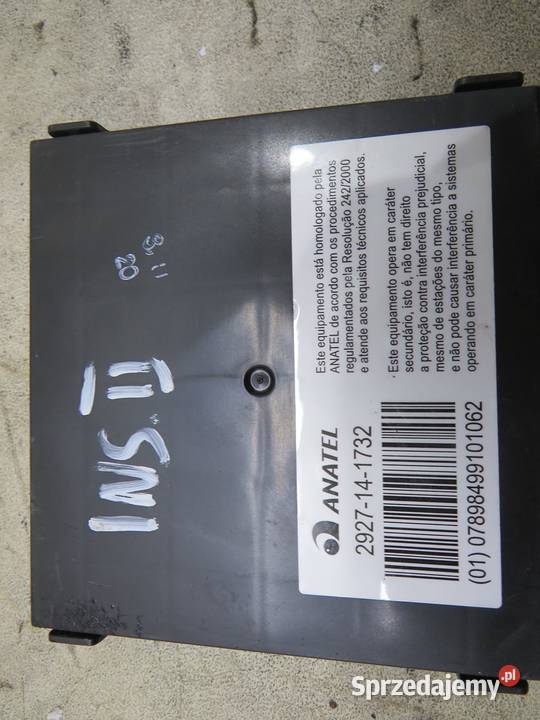 INS II
ANATEL
2927-14-1732
(01) 07898499101062
Este equipamento está homologado pela
ANATEL de acordo com os procedimentos
regulamentados pela Resolução 242/2000
e atende aos requisitos técnicos aplicados.
· Este equipamento opera em caráter
secundário, isto é, não tem direito
a proteção contra interferência prejudicial,
mesmo de estações do mesmo tipo,
e não pode causar interferência a sistemas
operando em caráter primário.
Sprzedajemy.pl